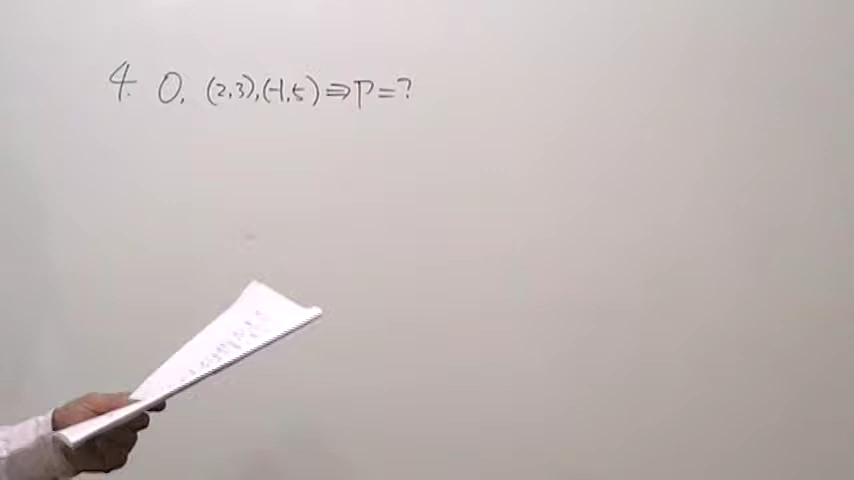 4. O, (2,3),(-1,5) ⇒ P=?